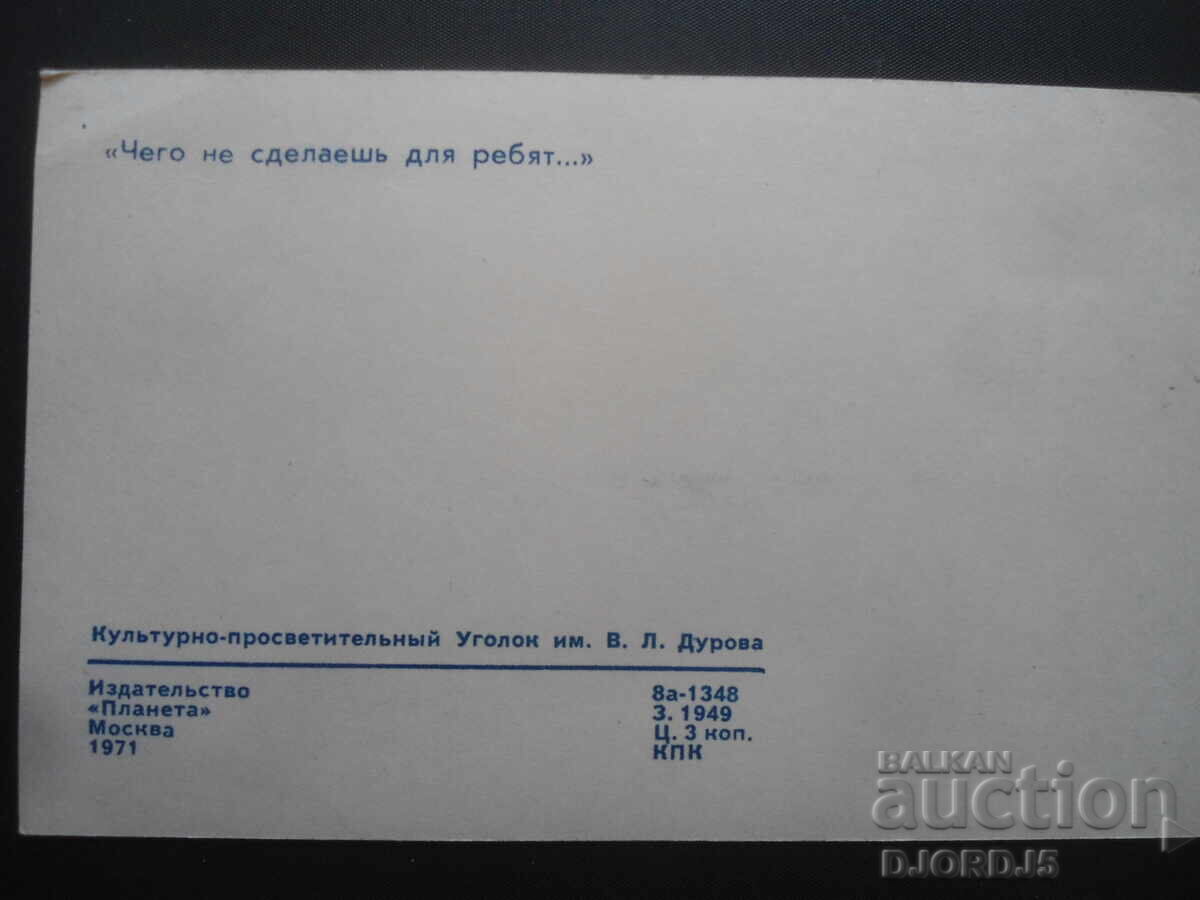 «Чего не сделаешь для ребят...»
Культурно-просветительный Уголок им. В. Л. Дурова
Издательство
«Планета»
Москва
1971
8а-1348
З. 1949
Ц. 3 коп.
КПК
BALKAN
auction
DJORDJ5